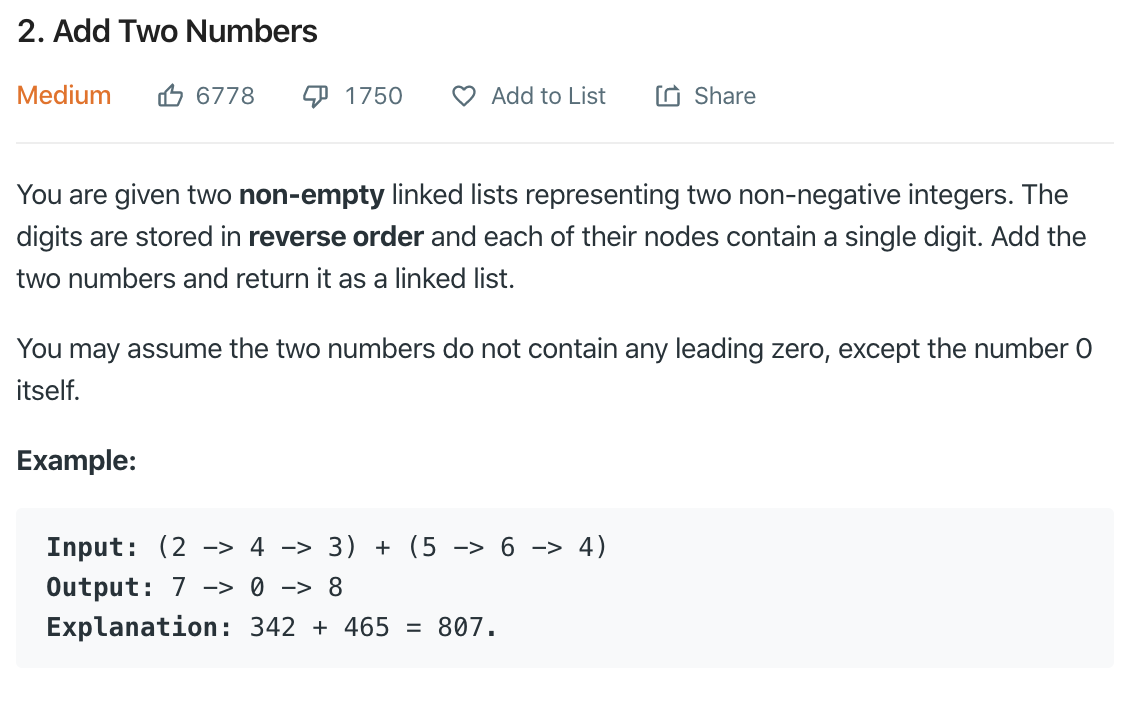 2. Add Two Numbers
Medium 6778 1750 Add to List Share
You are given two non-empty linked lists representing two non-negative integers. The
digits are stored in reverse order and each of their nodes contain a single digit. Add the
two numbers and return it as a linked list.
You may assume the two numbers do not contain any leading zero, except the number 0
itself.
Example:
Input: (2 -> 4 -> 3) + (5 -> 6 -> 4)
Output: 7 -> 0 -> 8
Explanation: 342 + 465 = 807.